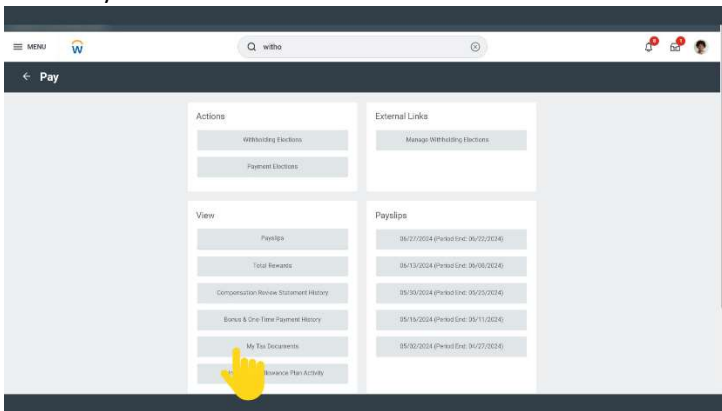 MENU
witho
Pay
Actions
Withholding Elections
Payment Elections
External Links
Manage Withholding Elections
View
Payslips
Total Rewards
Compensation Review Statement History
Bonus & One-Time Payment History
My Tax Documents
Allowance Plan Activity
Payslips
06/27/2024 (Period End: 06/22/2024)
06/13/2024 (Period End: 06/08/2024)
05/30/2024 (Period End: 05/25/2024)
05/16/2024 (Period End: 05/11/2024)
05/02/2024 (Period End: 04/27/2024)